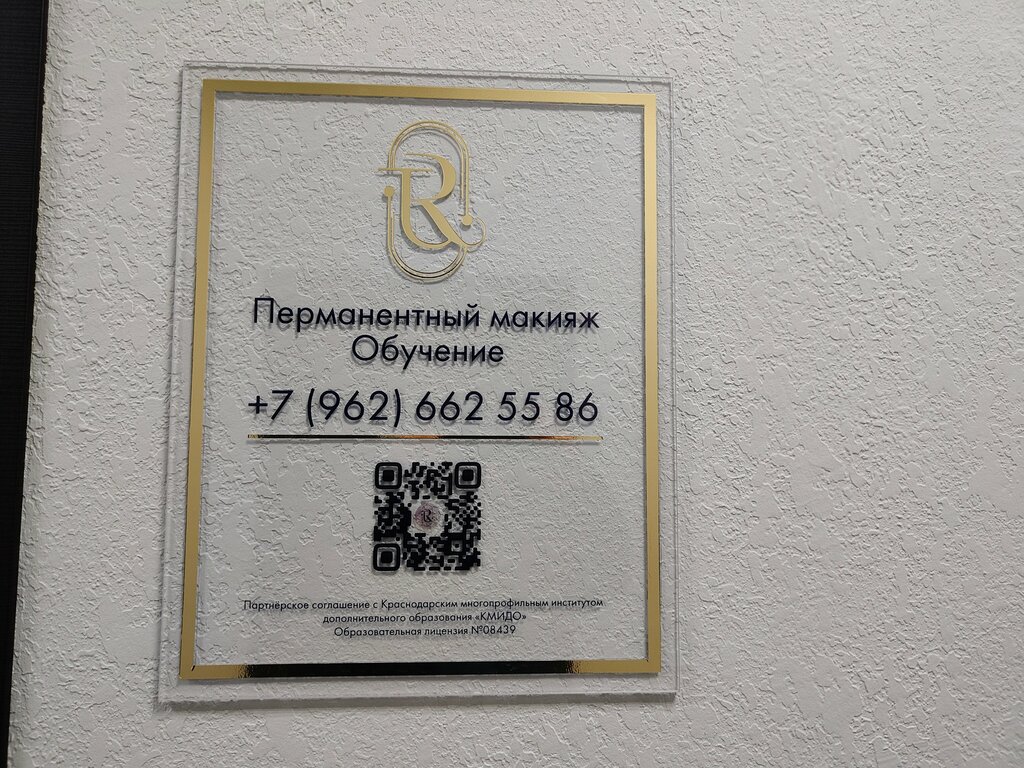 R
Перманентный макияж
Обучение
+7 (962) 662 55 86
Партнёрское соглашение с Краснодарским многопрофильным институтом
дополнительного образования «КМИДО»
Образовательная лицензия №08439